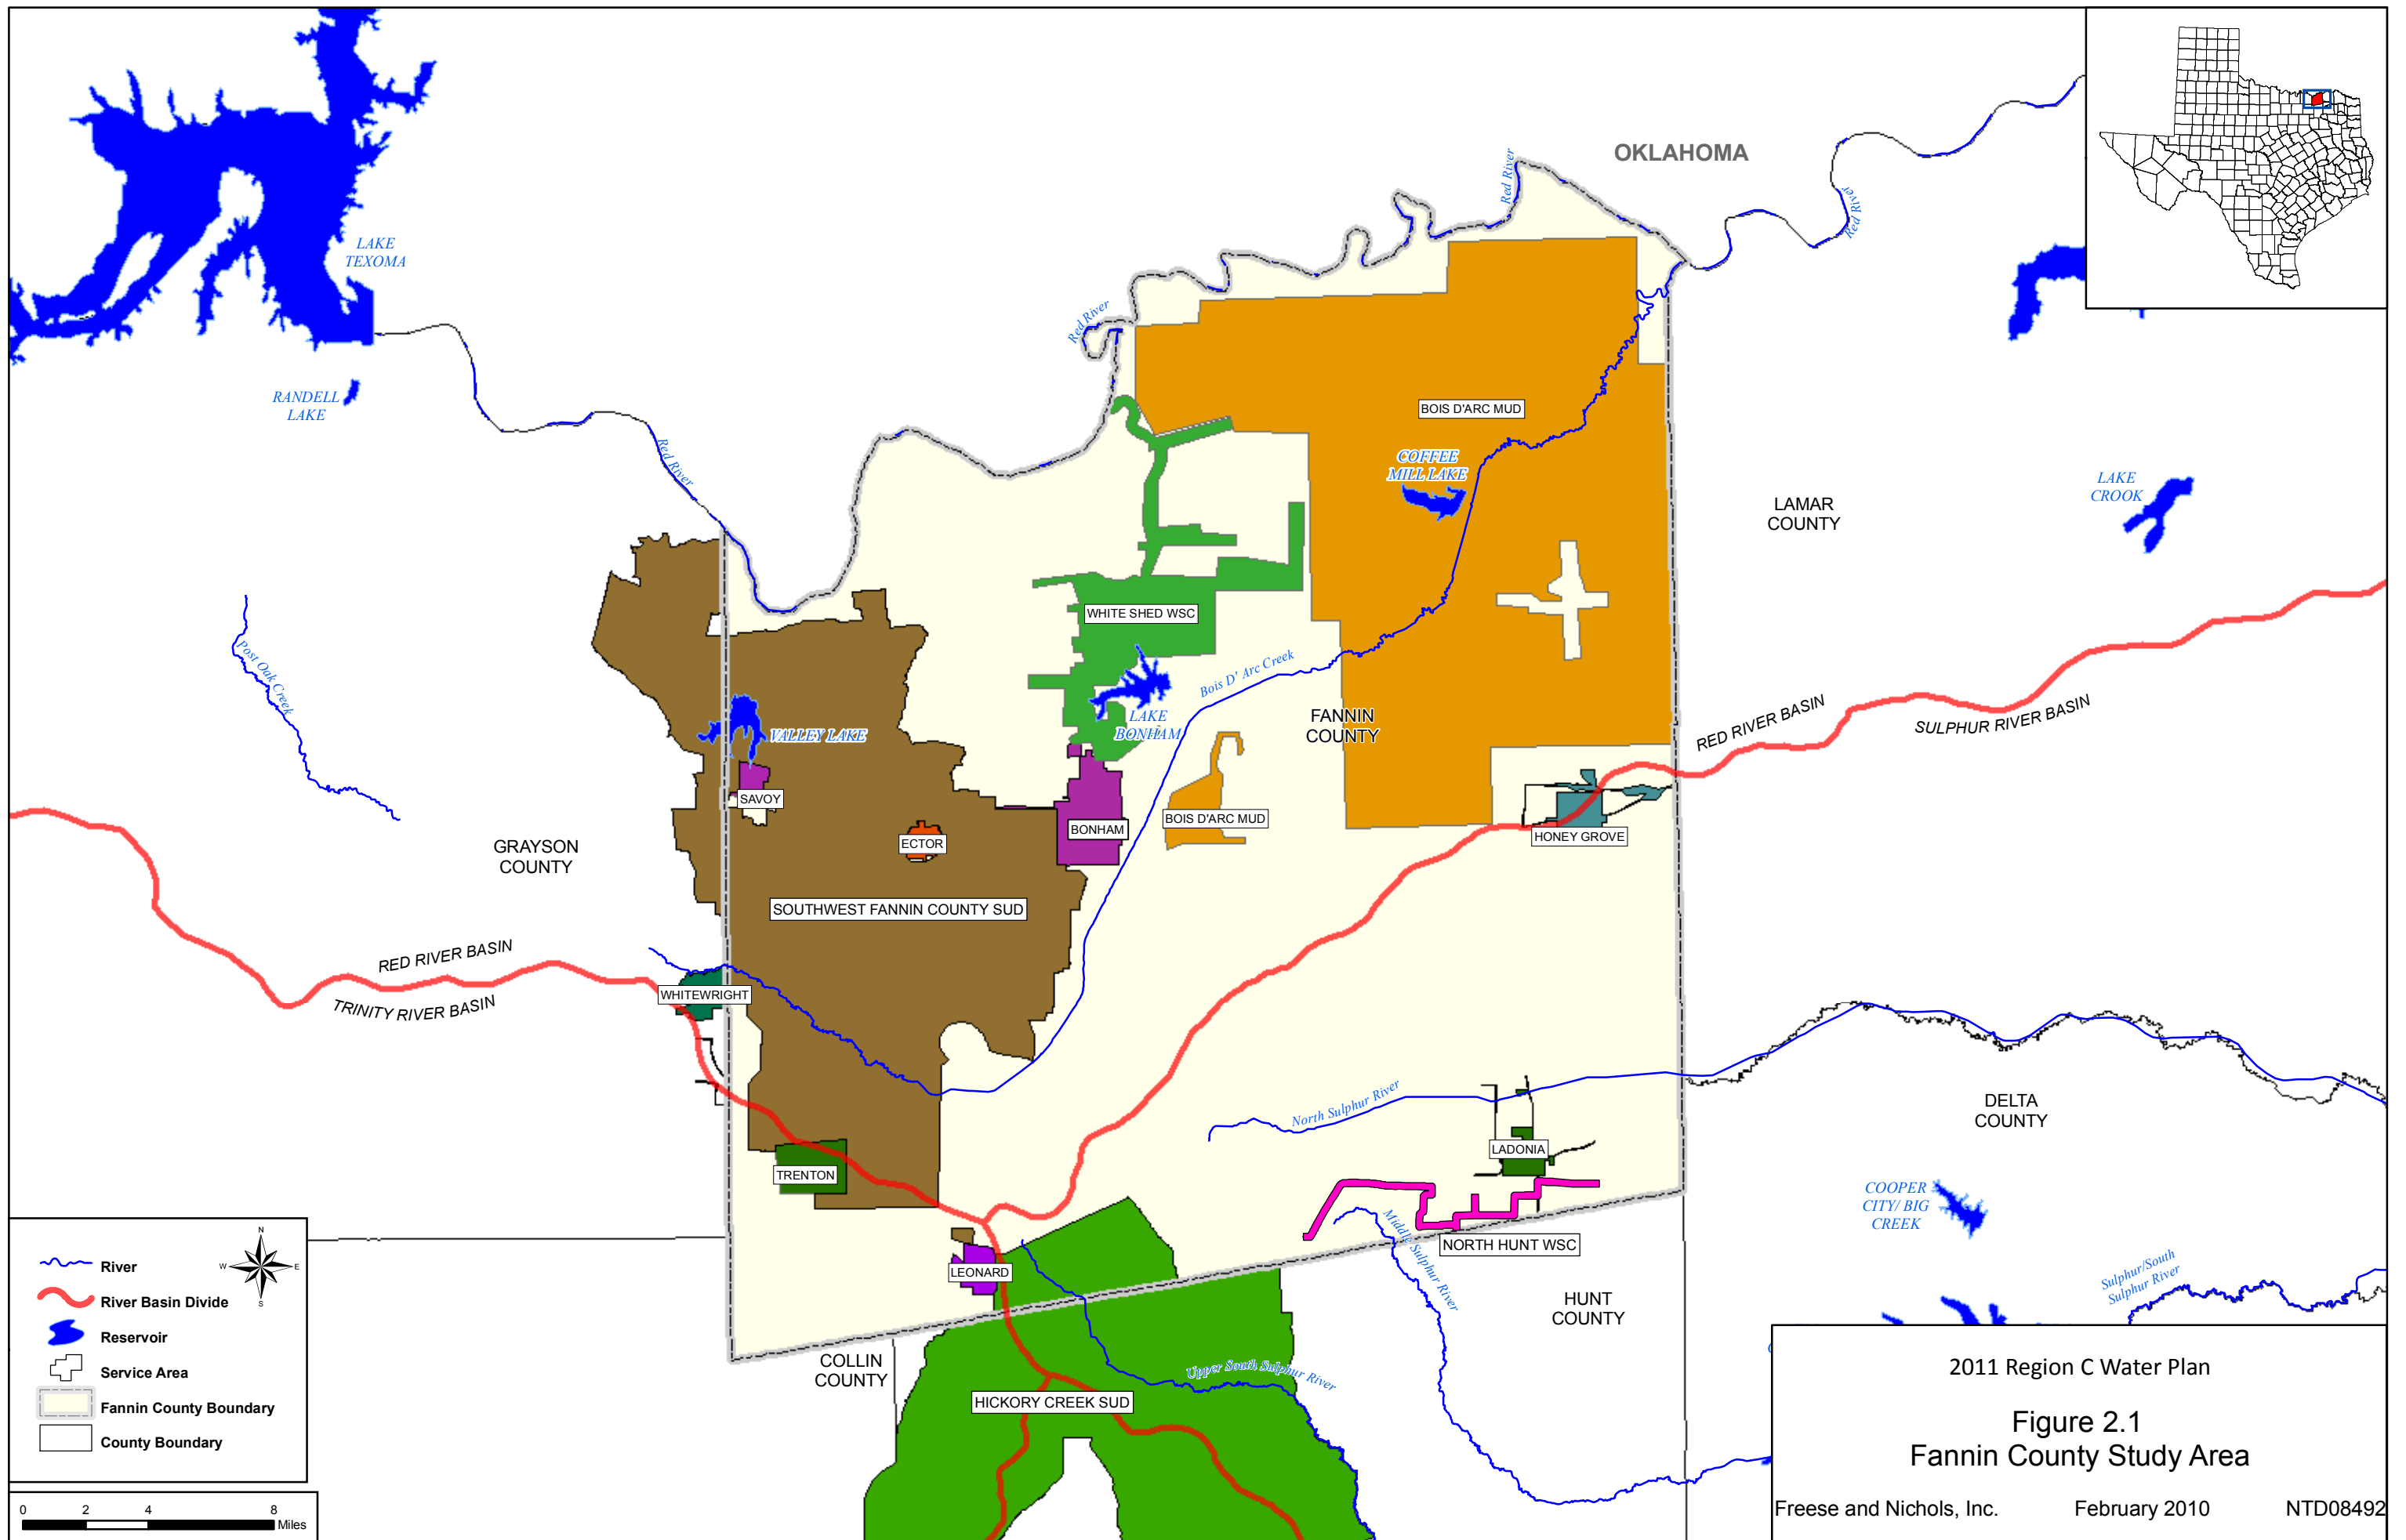 OKLAHOMA
Red River
Red River
LAKE
TEXOMA
Red River
RANDELL
LAKE
BOIS D'ARC MUD
Red River
COFFEE
MILL LAKE
LAKE
CROOK
LAMAR
COUNTY
WHITE SHED WSC
Post Oak Creek
Bois D' Arc Creek
LAKE
BONHAM
FANNIN
COUNTY
VALLEY LAKE
RED RIVER BASIN
SULPHUR RIVER BASIN
SAVOY
BOIS D'ARC MUD
BONHAM
HONEY GROVE
ECTOR
GRAYSON
COUNTY
SOUTHWEST FANNIN COUNTY SUD
RED RIVER BASIN
TRINITY RIVER BASIN
WHITEWRIGHT
North Sulphur River
DELTA
COUNTY
LADONIA
TRENTON
COOPER
CITY/ BIG
CREEK
NORTH HUNT WSC
Middle Sulphur River
LEONARD
Sulphur/South
Sulphur River
HUNT
COUNTY
COLLIN
COUNTY
Upper South Sulphur River
HICKORY CREEK SUD
N
W
E
S
River
River Basin Divide
Reservoir
Service Area
Fannin County Boundary
County Boundary
0 2 4 8
Miles
2011 Region C Water Plan
Figure 2.1
Fannin County Study Area
Freese and Nichols, Inc. February 2010 NTD08492